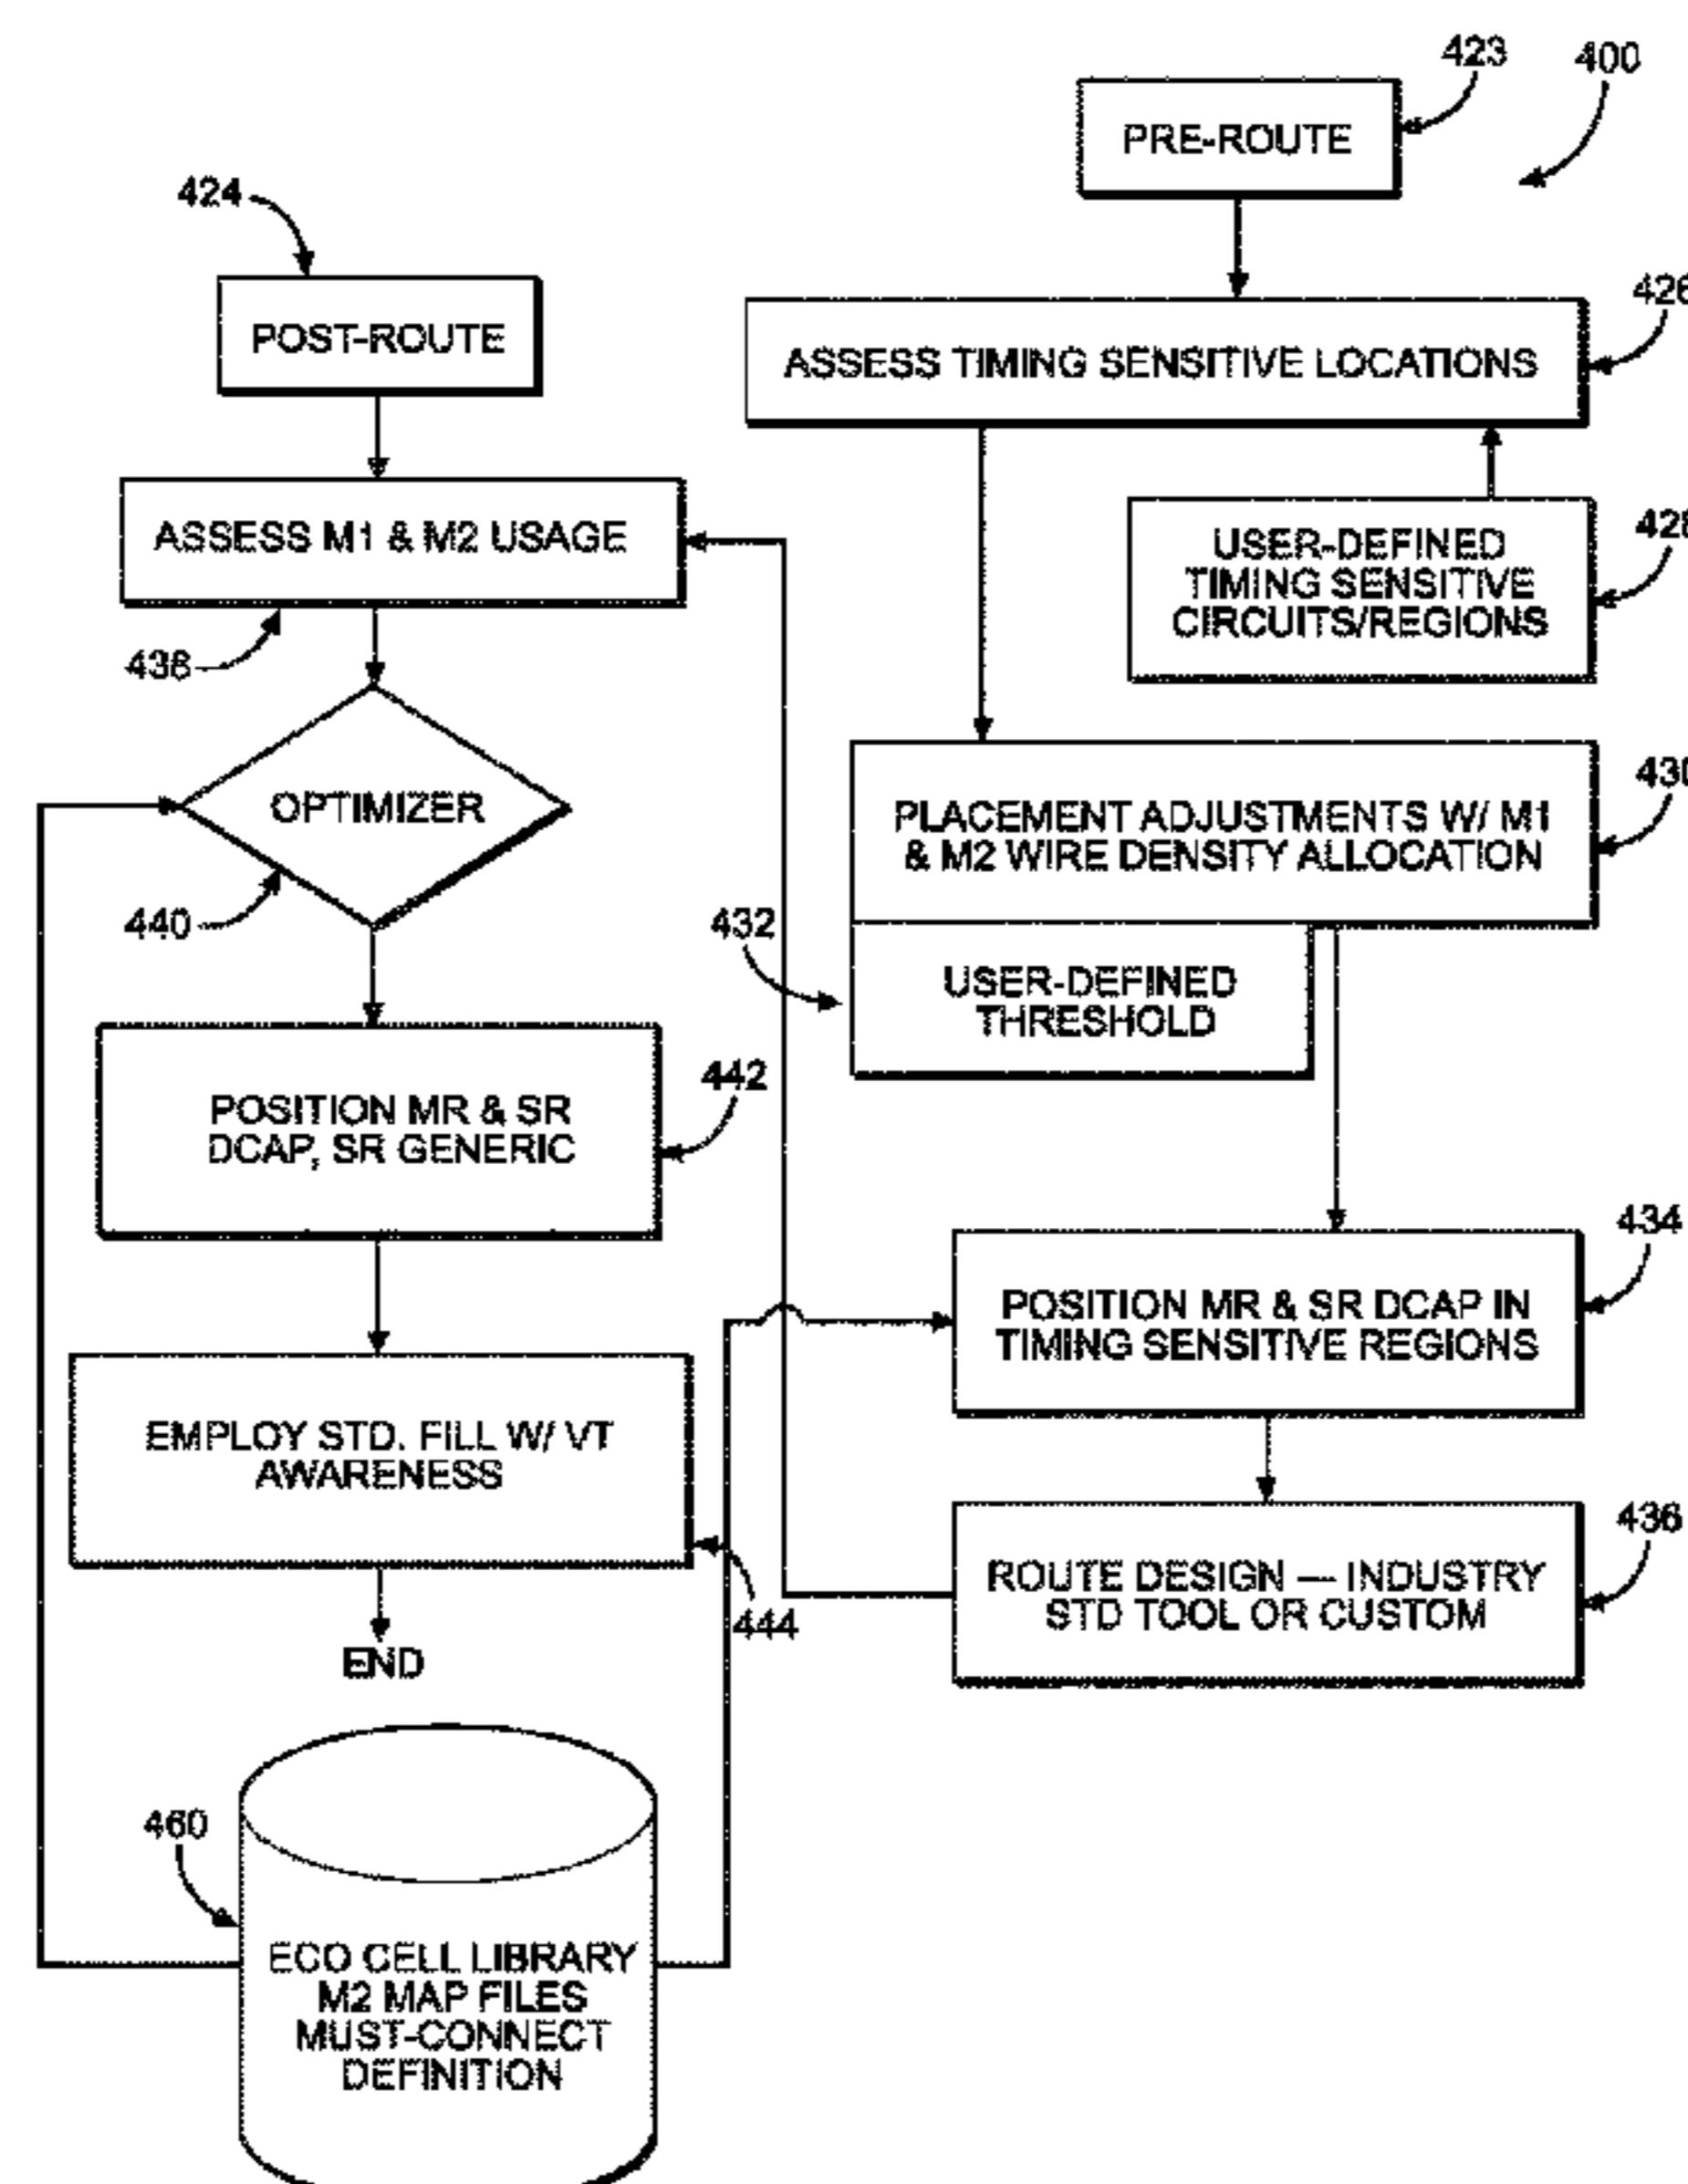 423
400
PRE-ROUTE
424
426
POST-ROUTE
ASSESS TIMING SENSITIVE LOCATIONS
ASSESS M1 & M2 USAGE
428
USER-DEFINED
TIMING SENSITIVE
CIRCUITS/REGIONS
438
OPTIMIZER
430
PLACEMENT ADJUSTMENTS W/ M1
& M2 WIRE DENSITY ALLOCATION
440
432
USER-DEFINED
THRESHOLD
442
POSITION MR & SR
DCAP, SR GENERIC
434
POSITION MR & SR DCAP IN
TIMING SENSITIVE REGIONS
EMPLOY STD. FILL W/ VT
AWARENESS
436
ROUTE DESIGN — INDUSTRY
STD TOOL OR CUSTOM
444
END
460
ECO CELL LIBRARY
M2 MAP FILES
MUST-CONNECT
DEFINITION